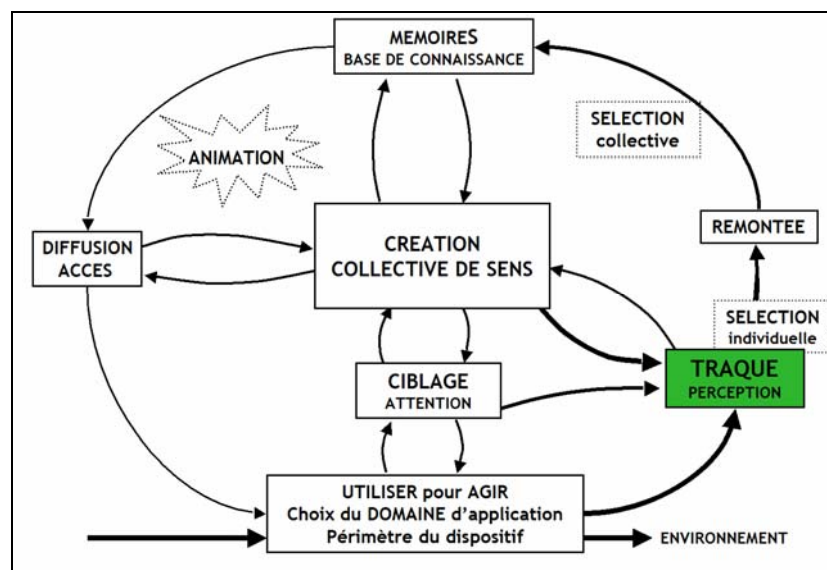 MEMOIRES
BASE DE CONNAISSANCE
SELECTION
collective
ANIMATION
REMONTEE
DIFFUSION
ACCES
CREATION
COLLECTIVE DE SENS
SELECTION
individuelle
TRAQUE
PERCEPTION
CIBLAGE
ATTENTION
UTILISER pour AGIR
Choix du DOMAINE d'application
Périmètre du dispositif
ENVIRONNEMENT